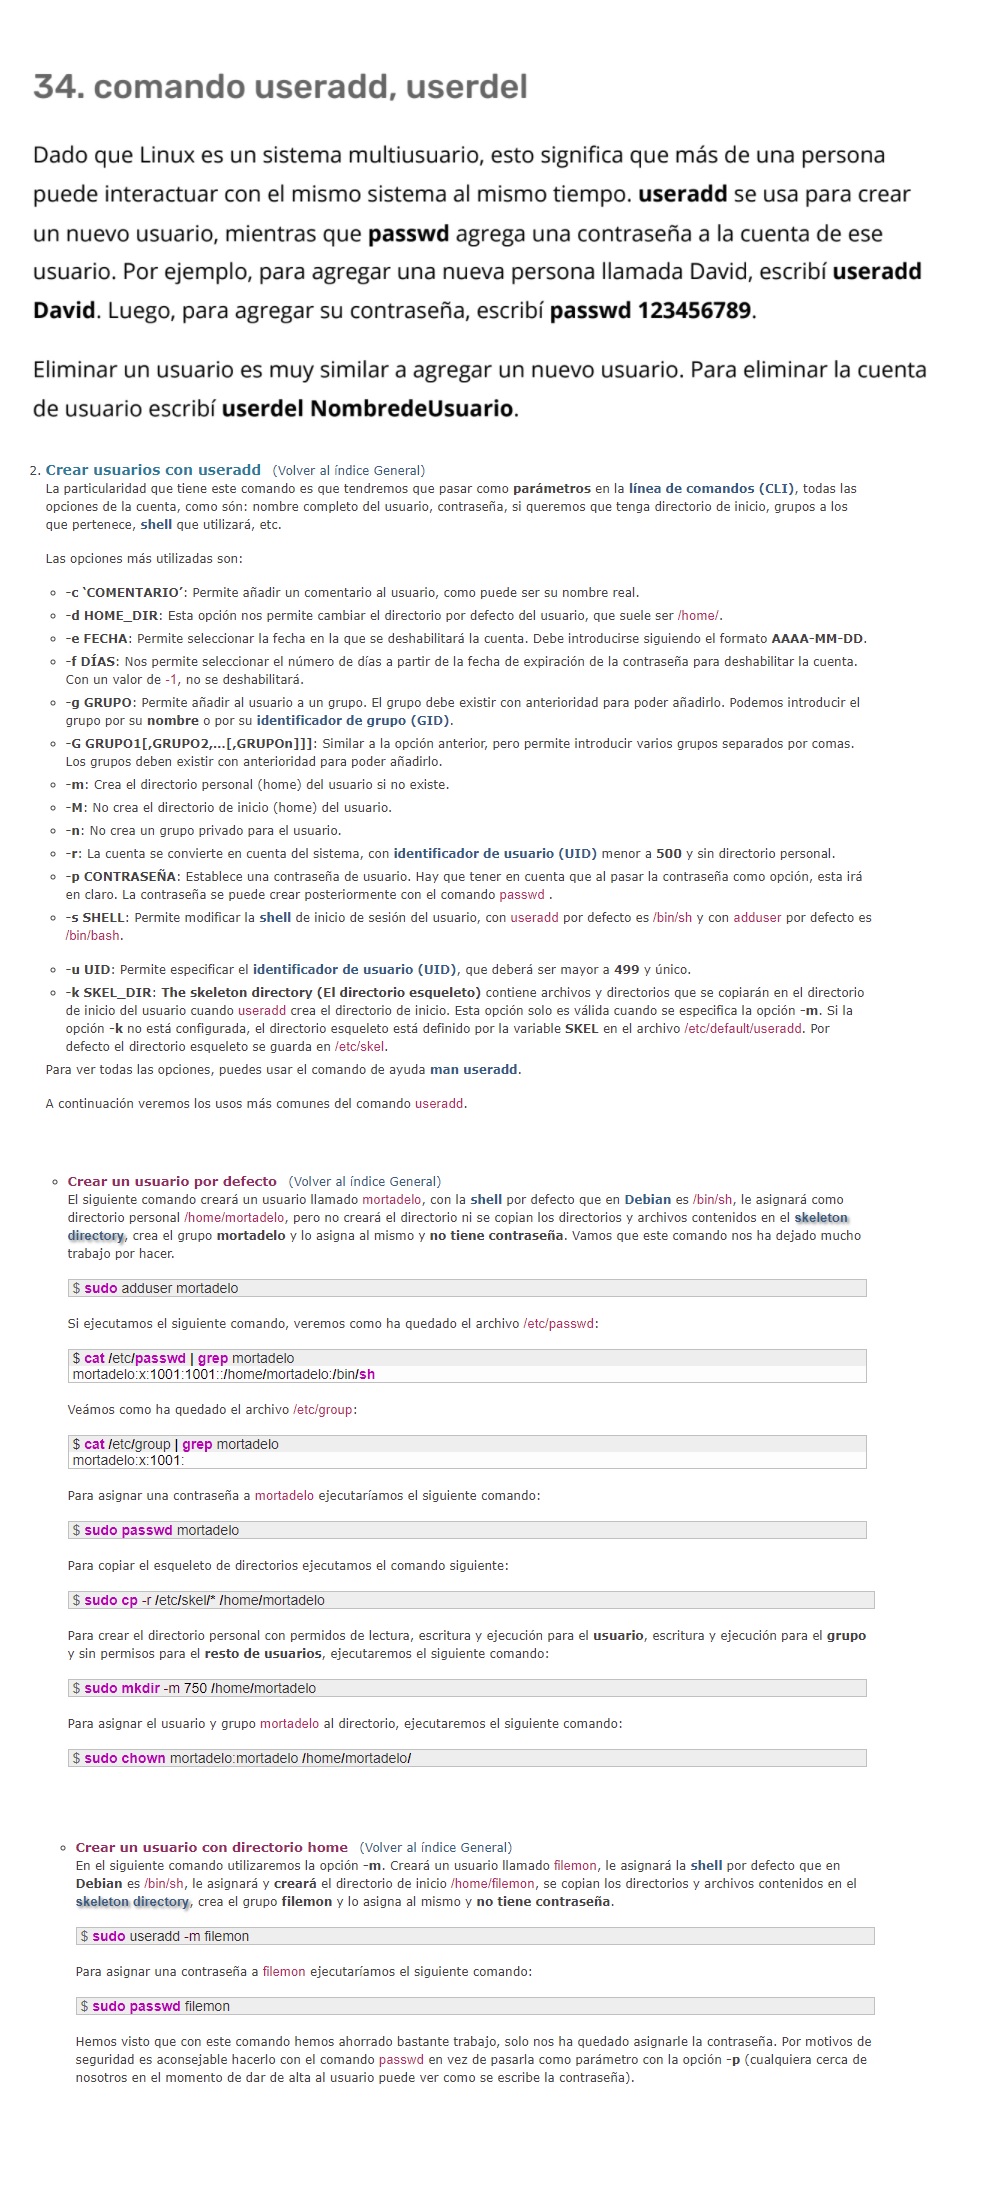 34. comando useradd, userdel
Dado que Linux es un sistema multiusuario, esto significa que más de una persona
puede interactuar con el mismo sistema al mismo tiempo. useradd se usa para crear
un nuevo usuario, mientras que passwd agrega una contraseña a la cuenta de ese
usuario. Por ejemplo, para agregar una nueva persona llamada David, escribí useradd
David. Luego, para agregar su contraseña, escribí passwd 123456789.
Eliminar un usuario es muy similar a agregar un nuevo usuario. Para eliminar la cuenta
de usuario escribí userdel NombredeUsuario.
2. Crear usuarios con useradd (Volver al índice General)
La particularidad que tiene este comando es que tendremos que pasar como parámetros en la línea de comandos (CLI), todas las
opciones de la cuenta, como són: nombre completo del usuario, contraseña, si queremos que tenga directorio de inicio, grupos a los
que pertenece, shell que utilizará, etc.
Las opciones más utilizadas son:
◦ -c ‘COMENTARIO’: Permite añadir un comentario al usuario, como puede ser su nombre real.
◦ -d HOME_DIR: Esta opción nos permite cambiar el directorio por defecto del usuario, que suele ser /home/.
◦ -e FECHA: Permite seleccionar la fecha en la que se deshabilitará la cuenta. Debe introducirse siguiendo el formato AAAA-MM-DD.
◦ -f DÍAS: Nos permite seleccionar el número de días a partir de la fecha de expiración de la contraseña para deshabilitar la cuenta.
Con un valor de -1, no se deshabilitará.
◦ -g GRUPO: Permite añadir al usuario a un grupo. El grupo debe existir con anterioridad para poder añadirlo. Podemos introducir el
grupo por su nombre o por su identificador de grupo (GID).
◦ -G GRUPO1[,GRUPO2,…[,GRUPOn]]]: Similar a la opción anterior, pero permite introducir varios grupos separados por comas.
Los grupos deben existir con anterioridad para poder añadirlo.
◦ -m: Crea el directorio personal (home) del usuario si no existe.
◦ -M: No crea el directorio de inicio (home) del usuario.
◦ -n: No crea un grupo privado para el usuario.
◦ -r: La cuenta se convierte en cuenta del sistema, con identificador de usuario (UID) menor a 500 y sin directorio personal.
◦ -p CONTRASEÑA: Establece una contraseña de usuario. Hay que tener en cuenta que al pasar la contraseña como opción, esta irá
en claro. La contraseña se puede crear posteriormente con el comando passwd .
◦ -s SHELL: Permite modificar la shell de inicio de sesión del usuario, con useradd por defecto es /bin/sh y con adduser por defecto es
/bin/bash.
◦ -u UID: Permite especificar el identificador de usuario (UID), que deberá ser mayor a 499 y único.
◦ -k SKEL_DIR: The skeleton directory (El directorio esqueleto) contiene archivos y directorios que se copiarán en el directorio
de inicio del usuario cuando useradd crea el directorio de inicio. Esta opción solo es válida cuando se especifica la opción -m. Si la
opción -k no está configurada, el directorio esqueleto está definido por la variable SKEL en el archivo /etc/default/useradd. Por
defecto el directorio esqueleto se guarda en /etc/skel.
Para ver todas las opciones, puedes usar el comando de ayuda man useradd.
A continuación veremos los usos más comunes del comando useradd.
◦ Crear un usuario por defecto (Volver al índice General)
El siguiente comando creará un usuario llamado mortadelo, con la shell por defecto que en Debian es /bin/sh, le asignará como
directorio personal /home/mortadelo, pero no creará el directorio ni se copian los directorios y archivos contenidos en el skeleton
directory, crea el grupo mortadelo y lo asigna al mismo y no tiene contraseña. Vamos que este comando nos ha dejado mucho
trabajo por hacer.
$ sudo adduser mortadelo
Si ejecutamos el siguiente comando, veremos como ha quedado el archivo /etc/passwd:
$ cat /etc/passwd | grep mortadelo
mortadelo:x:1001:1001::/home/mortadelo:/bin/sh
Veámos como ha quedado el archivo /etc/group:
$ cat /etc/group | grep mortadelo
mortadelo:x:1001:
Para asignar una contraseña a mortadelo ejecutaríamos el siguiente comando:
$ sudo passwd mortadelo
Para copiar el esqueleto de directorios ejecutamos el comando siguiente:
$ sudo cp -r /etc/skel/* /home/mortadelo
Para crear el directorio personal con permidos de lectura, escritura y ejecución para el usuario, escritura y ejecución para el grupo
y sin permisos para el resto de usuarios, ejecutaremos el siguiente comando:
$ sudo mkdir -m 750 /home/mortadelo
Para asignar el usuario y grupo mortadelo al directorio, ejecutaremos el siguiente comando:
$ sudo chown mortadelo:mortadelo /home/mortadelo/
◦ Crear un usuario con directorio home (Volver al índice General)
En el siguiente comando utilizaremos la opción -m. Creará un usuario llamado filemon, le asignará la shell por defecto que en
Debian es /bin/sh, le asignará y creará el directorio de inicio /home/filemon, se copian los directorios y archivos contenidos en el
skeleton directory, crea el grupo filemon y lo asigna al mismo y no tiene contraseña.
$ sudo useradd -m filemon
Para asignar una contraseña a filemon ejecutaríamos el siguiente comando:
$ sudo passwd filemon
Hemos visto que con este comando hemos ahorrado bastante trabajo, solo nos ha quedado asignarle la contraseña. Por motivos de
seguridad es aconsejable hacerlo con el comando passwd en vez de pasarla como parámetro con la opción -p (cualquiera cerca de
nosotros en el momento de dar de alta al usuario puede ver como se escribe la contraseña).